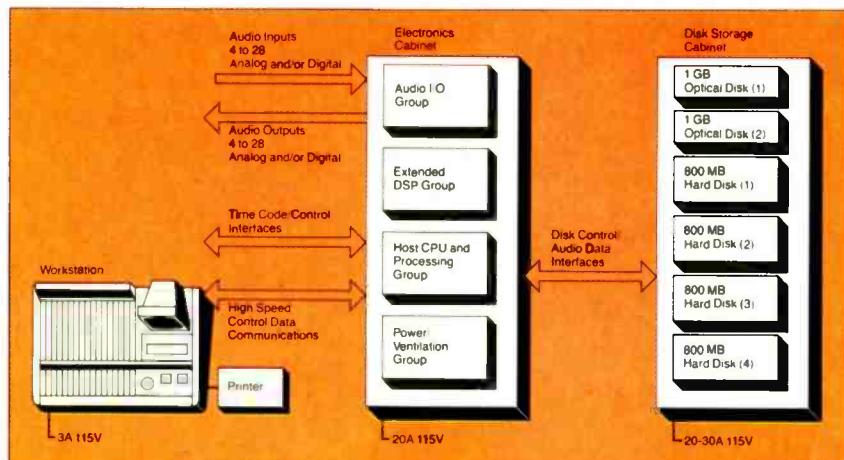 Audio Inputs
4 to 28
Analog and/or Digital
Audio Outputs
4 to 28
Analog and/or Digital
Time Code/Control
Interfaces
High Speed
Control Data
Communications
Workstation
Printer
3A 115V
Electronics
Cabinet
Audio I/O
Group
Extended
DSP Group
Host CPU and
Processing
Group
Power/
Ventilation
Group
20A 115V
Disk Control/
Audio Data
Interfaces
Disk Storage
Cabinet
1 GB
Optical Disk (1)
1 GB
Optical Disk (2)
800 MB
Hard Disk (1)
800 MB
Hard Disk (2)
800 MB
Hard Disk (3)
800 MB
Hard Disk (4)
20-30A 115V